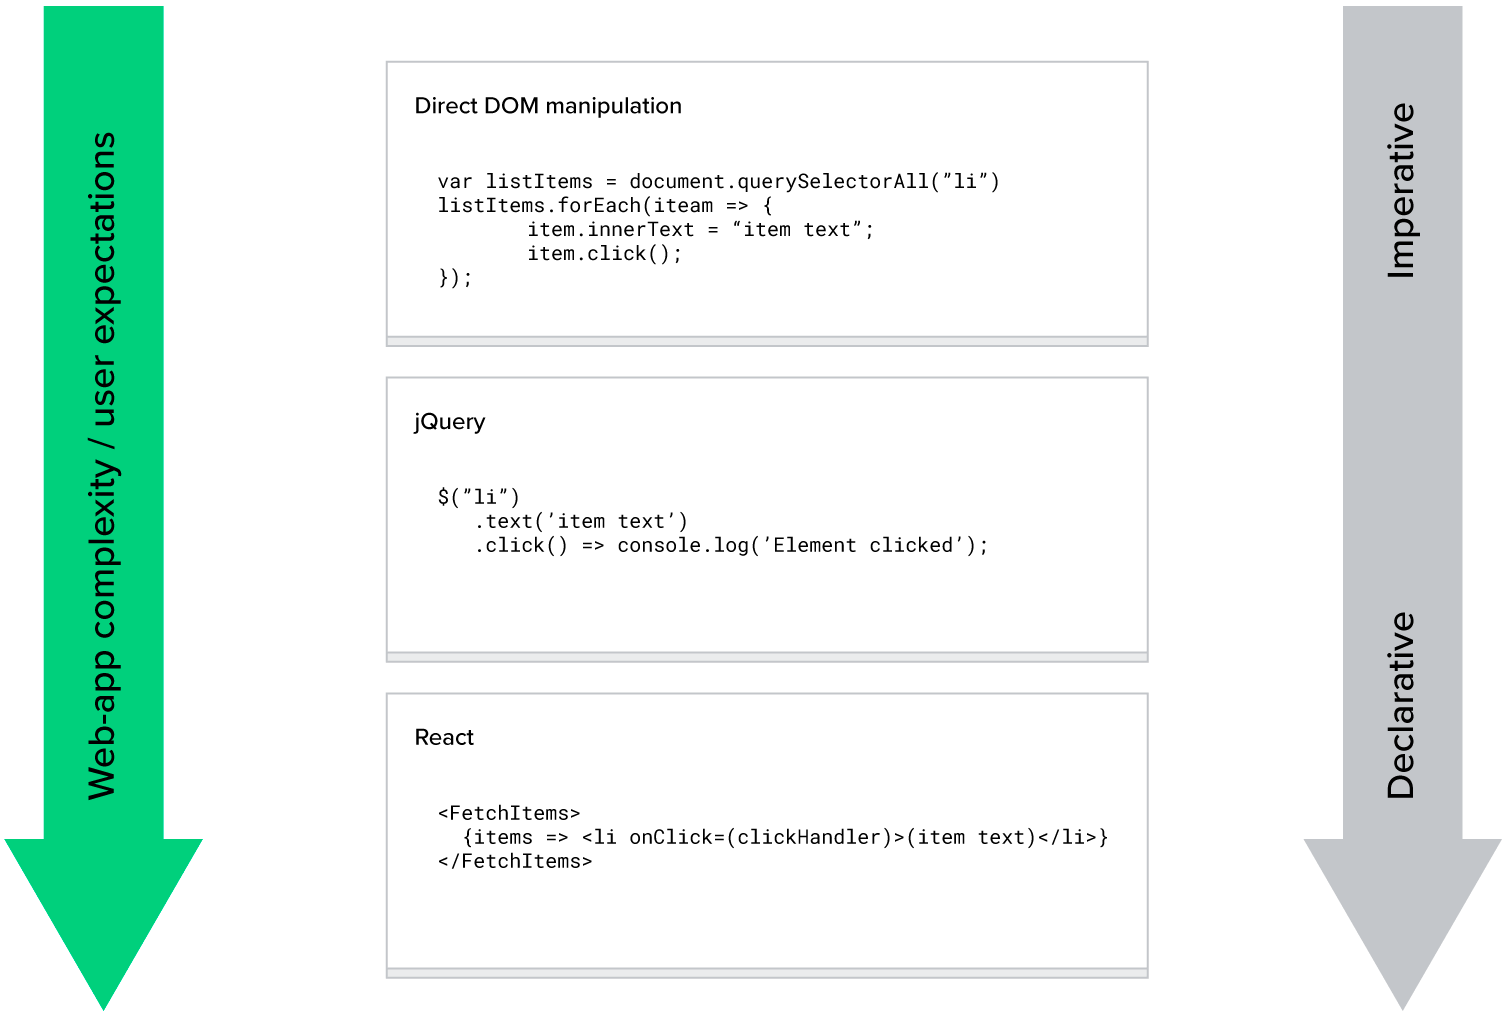 Web-app complexity / user expectations
Direct DOM manipulation
var listItems = document.querySelectorAll(”li”)
listItems.forEach(iteam => {
item.innerText = “item text”;
item.click();
});
jQuery
$(”li”)
.text(’item text’)
.click() => console.log(’Element clicked’);
React
<FetchItems>
{items => <li onClick=(clickHandler)>(item text)</li>}
</FetchItems>
Imperative
Declarative